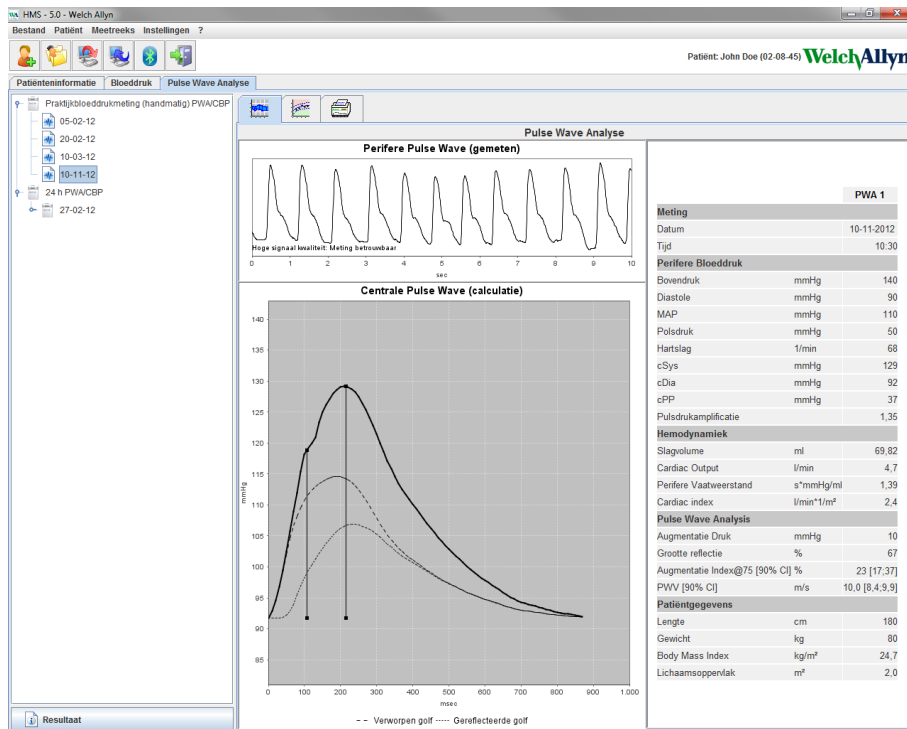 WA HMS - 5.0 - Welch Allyn
Bestand Patiënt Meetreeks Instellingen ?
Patiënt: John Doe (02-08-45) WelchAllyn
Patiënteninformatie Bloeddruk Pulse Wave Analyse
Praktijkbloeddrukmeting (handmatig) PWA/CBP
05-02-12
20-02-12
10-03-12
10-11-12
24 h PWA/CBP
27-02-12
Resultaat
Pulse Wave Analyse
Perifere Pulse Wave (gemeten)
Hoge signaal kwaliteit: Meting betrouwbaar
0 1 2 3 4 5 6 7 8 9 10
sec
Centrale Pulse Wave (calculatie)
140
135
130
125
120
115
110
105
100
95
90
85
mmHg
0 100 200 300 400 500 600 700 800 900 1.000
msec
– – Verworpen golf ----- Gereflecteerde golf
PWA 1
Meting
Datum 10-11-2012
Tijd 10:30
Perifere Bloeddruk
Bovendruk mmHg 140
Diastole mmHg 90
MAP mmHg 110
Polsdruk mmHg 50
Hartslag 1/min 68
cSys mmHg 129
cDia mmHg 92
cPP mmHg 37
Pulsdrukamplificatie 1,35
Hemodynamiek
Slagvolume ml 69,82
Cardiac Output l/min 4,7
Perifere Vaatweerstand s*mmHg/ml 1,39
Cardiac index l/min*1/m² 2,4
Pulse Wave Analysis
Augmentatie Druk mmHg 10
Grootte reflectie % 67
Augmentatie Index@75 [90% CI] % 23 [17;37]
PWV [90% CI] m/s 10,0 [8,4;9,9]
Patiëntgegevens
Lengte cm 180
Gewicht kg 80
Body Mass Index kg/m² 24,7
Lichaamsoppervlak m² 2,0